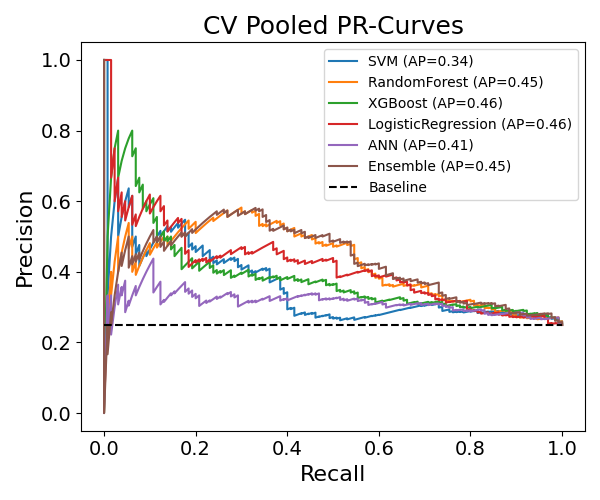 CV Pooled PR-Curves
SVM (AP=0.34)
RandomForest (AP=0.45)
XGBoost (AP=0.46)
LogisticRegression (AP=0.46)
ANN (AP=0.41)
Ensemble (AP=0.45)
Baseline
Precision
1.0
0.8
0.6
0.4
0.2
0.0
0.0 0.2 0.4 0.6 0.8 1.0
Recall